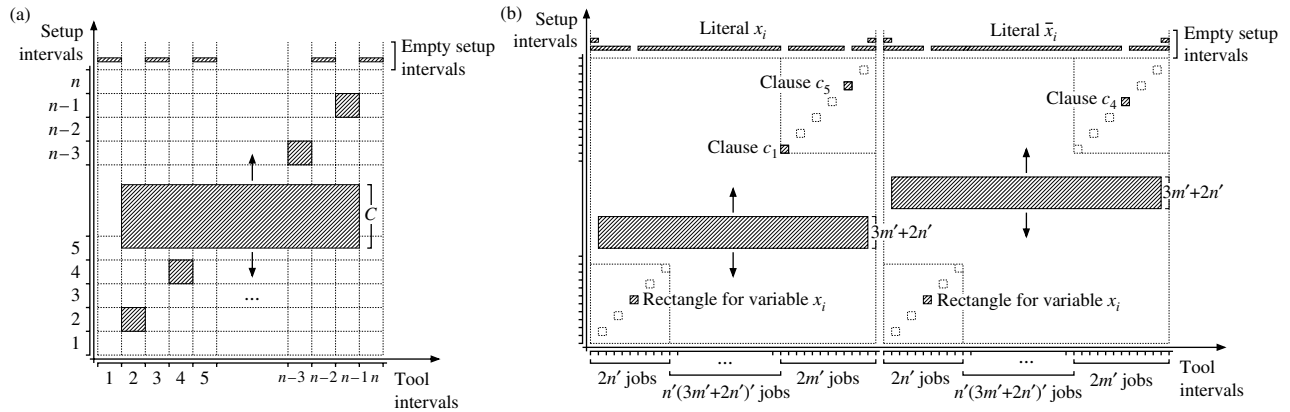 (a)
Setup
intervals
Empty setup
intervals
n
n−1
n−2
n−3
C
5
4
3
2
1
...
1 2 3 4 5 n−3 n−2 n−1 n
Tool
intervals
(b)
Setup
intervals
Literal x_i
Literal x̄_i
Empty setup
intervals
Clause c_5
Clause c_4
Clause c_1
3m′+2n′
3m′+2n′
Rectangle for variable x_i
Rectangle for variable x_i
... ...
2n′ jobs 2m′ jobs 2n′ jobs 2m′ jobs
n′(3m′+2n′)′ jobs n′(3m′+2n′)′ jobs
Tool
intervals